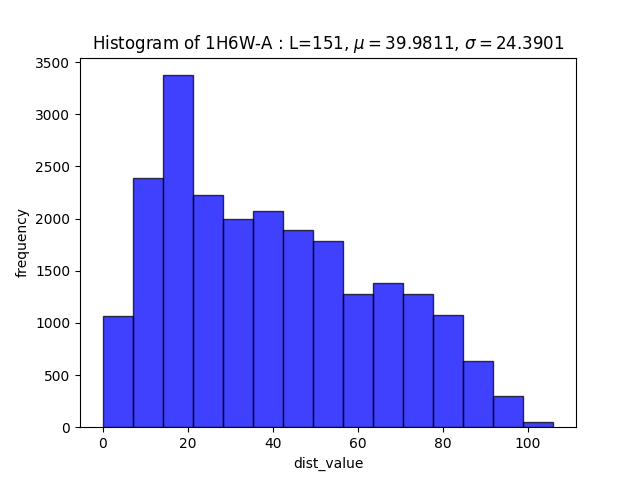 Histogram of 1H6W-A : L=151, μ = 39.9811, σ = 24.3901
3500
3000
2500
2000
1500
1000
500
0
frequency
0 20 40 60 80 100
dist_value